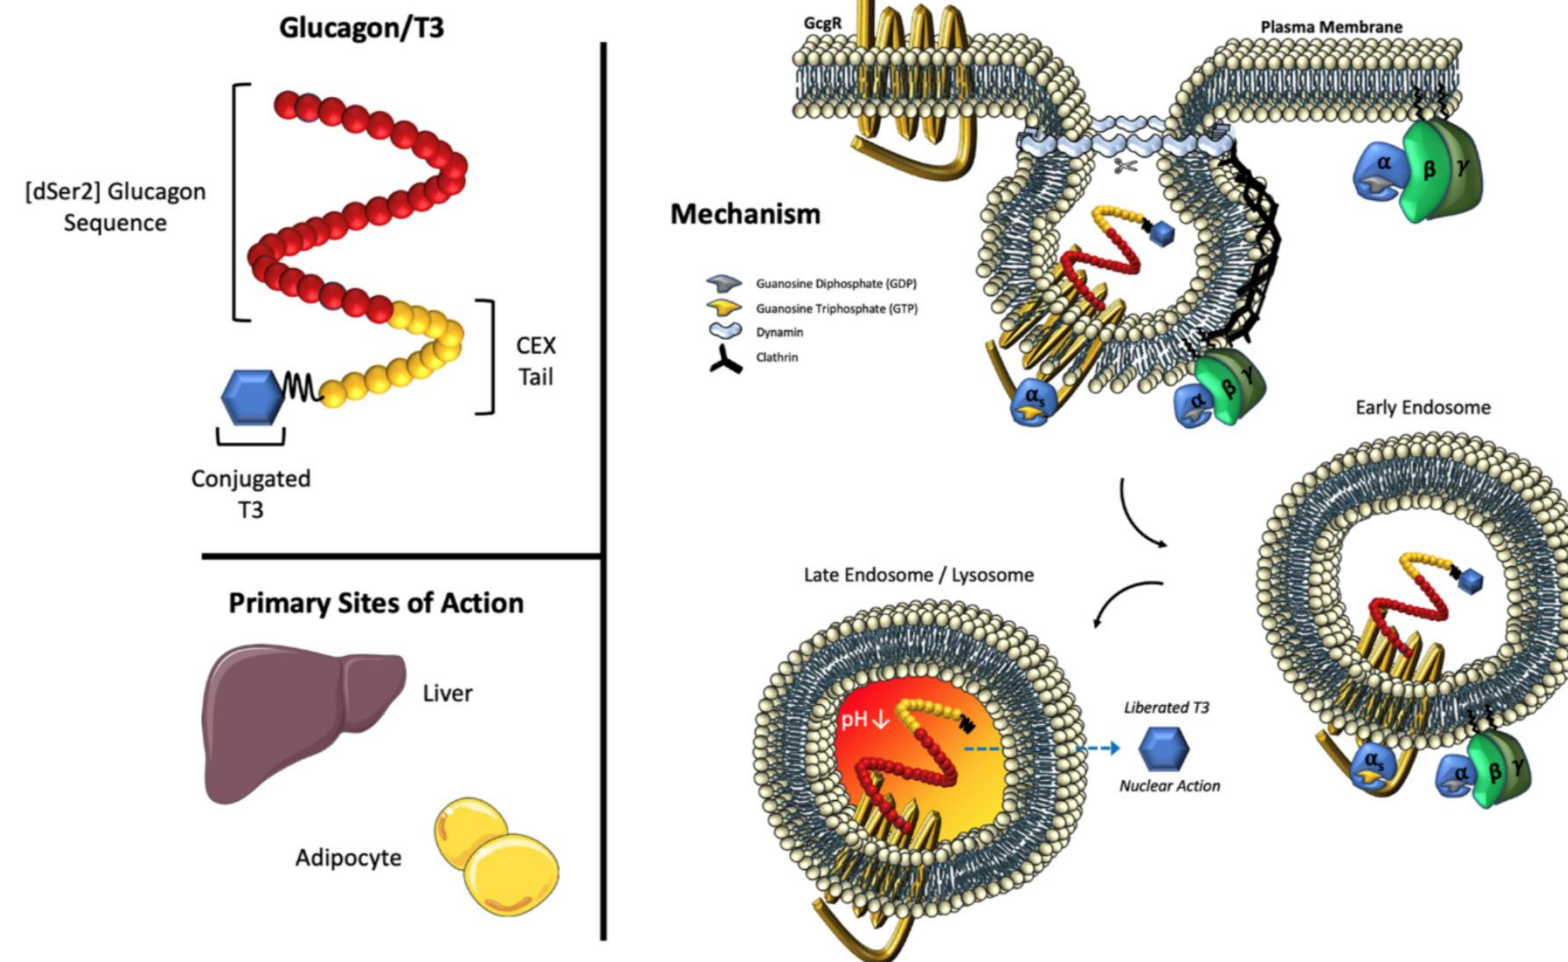 Glucagon/T3
[dSer2] Glucagon
Sequence
CEX
Tail
Conjugated
T3
Primary Sites of Action
Liver
Adipocyte
GcgR
Plasma Membrane
α
β
γ
Mechanism
Guanosine Diphosphate (GDP)
Guanosine Triphosphate (GTP)
Dynamin
Clathrin
αs
α
β
γ
Early Endosome
αs
α
β
γ
Late Endosome / Lysosome
pH ↓
Liberated T3
Nuclear Action